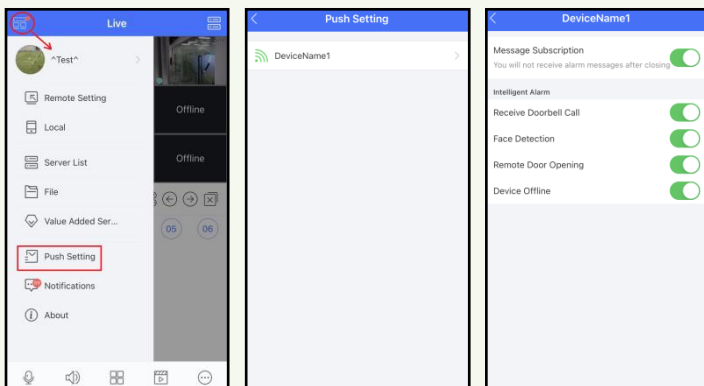 Live
^Test^
Remote Setting
Local
Server List
File
Value Added Ser...
Push Setting
Notifications
About
Offline
Offline
05
06
Push Setting
DeviceName1
DeviceName1
Message Subscription
You will not receive alarm messages after closing
Intelligent Alarm
Receive Doorbell Call
Face Detection
Remote Door Opening
Device Offline